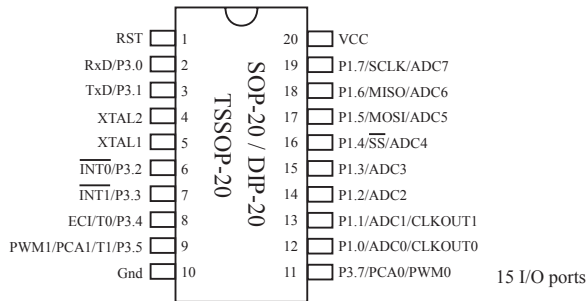 RST 1 20 VCC
RxD/P3.0 2 19 P1.7/SCLK/ADC7
TxD/P3.1 3 18 P1.6/MISO/ADC6
XTAL2 4 17 P1.5/MOSI/ADC5
XTAL1 5 16 P1.4/S̅S̅/ADC4
I̅N̅T̅0̅/P3.2 6 15 P1.3/ADC3
I̅N̅T̅1̅/P3.3 7 14 P1.2/ADC2
ECI/T0/P3.4 8 13 P1.1/ADC1/CLKOUT1
PWM1/PCA1/T1/P3.5 9 12 P1.0/ADC0/CLKOUT0
Gnd 10 11 P3.7/PCA0/PWM0
SOP-20 / DIP-20
TSSOP-20
15 I/O ports